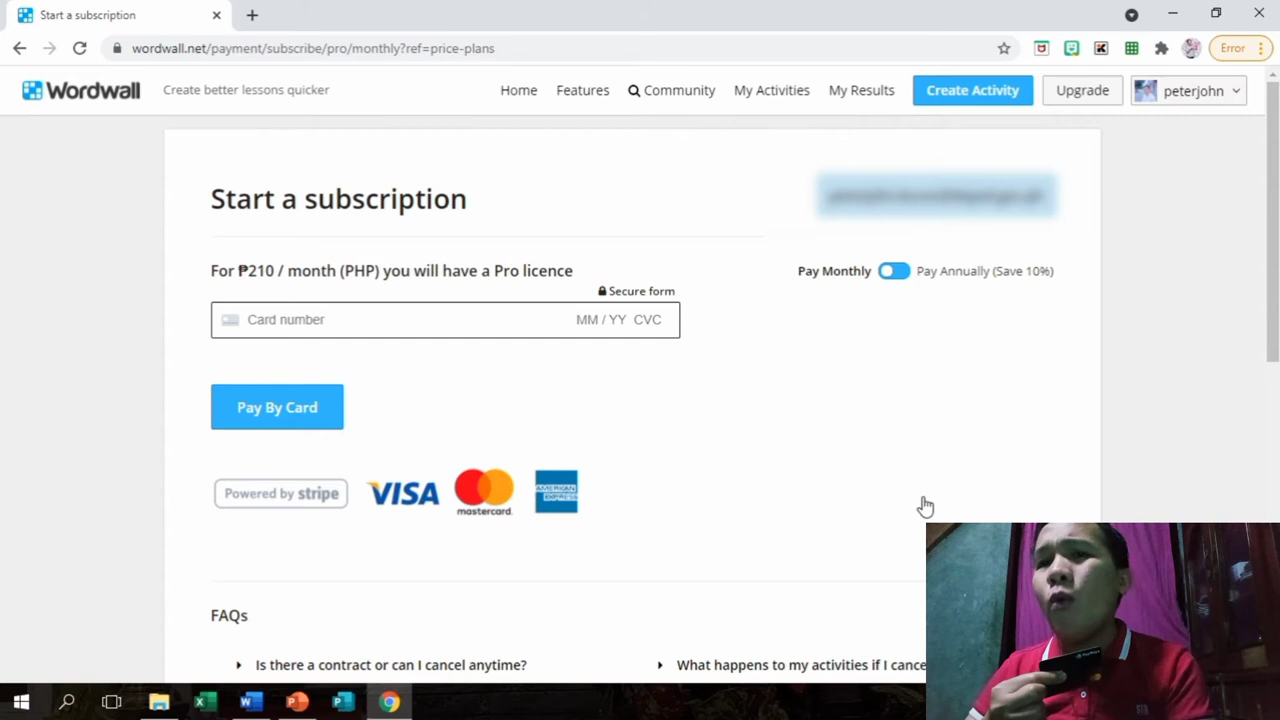 Start a subscription
wordwall.net/payment/subscribe/pro/monthly?ref=price-plans
Error
Wordwall
Create better lessons quicker
Home
Features
Community
My Activities
My Results
Create Activity
Upgrade
peterjohn
Start a subscription
For ₱210 / month (PHP) you will have a Pro licence
Pay Monthly
Pay Annually (Save 10%)
Secure form
Card number
MM / YY CVC
Pay By Card
Powered by stripe
VISA
mastercard.
AMERICAN EXPRESS
FAQs
Is there a contract or can I cancel anytime?
What happens to my activities if I cance